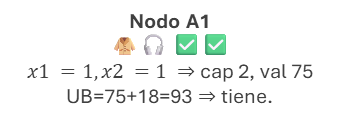 Nodo A1
🧥 🎧 ✅ ✅
x1 = 1, x2 = 1 ⇒ cap 2, val 75
UB=75+18=93 ⇒ tiene.